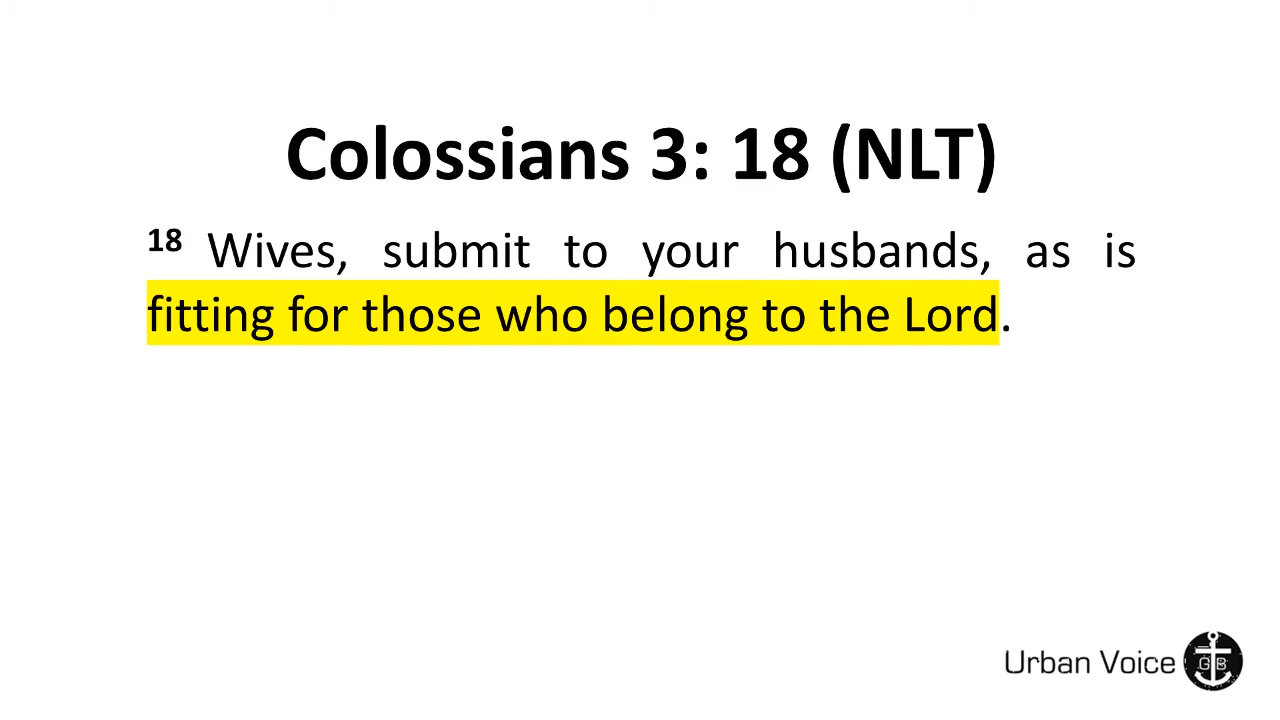 Colossians 3: 18 (NLT)
18 Wives, submit to your husbands, as is
fitting for those who belong to the Lord.
Urban Voice
G B